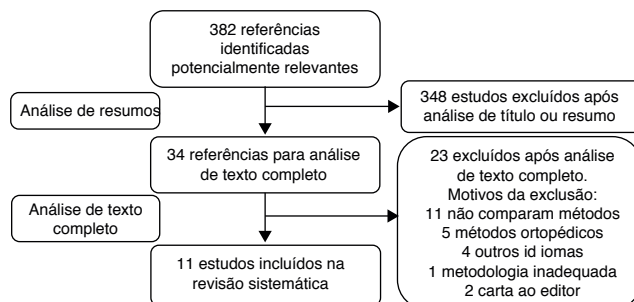 382 referências
identificadas
potencialmente relevantes
Análise de resumos
348 estudos excluídos após
análise de título ou resumo
34 referências para análise
de texto completo
Análise de texto
completo
23 excluídos após análise
de texto completo.
Motivos da exclusão:
11 não comparam métodos
5 métodos ortopédicos
4 outros id iomas
1 metodologia inadequada
2 carta ao editor
11 estudos incluídos na
revisão sistemática